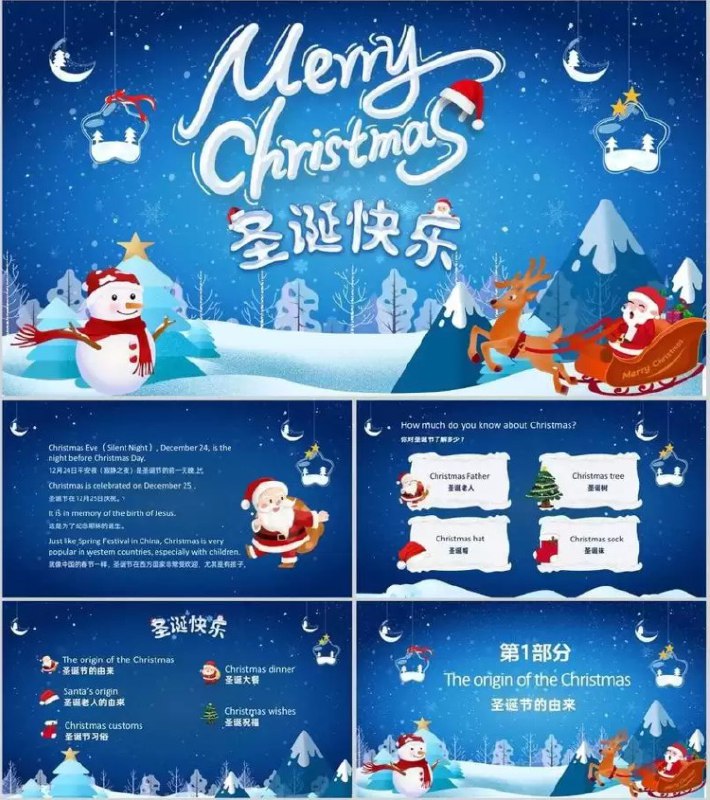 Merry
Christmas
圣诞快乐
Merry Christmas
Christmas Eve (Silent Night), December 24, is the
night before Christmas Day.
12月24日平安夜(寂静之夜)是圣诞节的前一天晚上
Christmas is celebrated on December 25.
圣诞节在12月25日庆祝。
It is in memory of the birth of Jesus.
这是为了纪念耶稣的诞生。
Just like Spring Festival in China, Christmas is very
popular in western countries, especially with children.
就像中国的春节一样,圣诞节在西方国家非常受欢迎,尤其是有孩子。
How much do you know about Christmas?
你对圣诞节了解多少?
Christmas Father
圣诞老人
Christmas tree
圣诞树
Christmas hat
圣诞帽
Christmas sock
圣诞袜
圣诞快乐
The origin of the Christmas
圣诞节的由来
Santa's origin
圣诞老人的由来
Christmas customs
圣诞节习俗
Christmas dinner
圣诞大餐
Christmas wishes
圣诞祝福
第1部分
The origin of the Christmas
圣诞节的由来